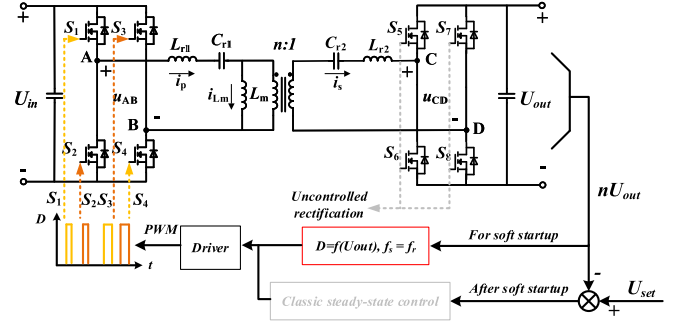 S1 S3
A
Lr1 Cr1 n:1 Cr2 Lr2
S5 S7
C
+
ip is
Uin uAB iLm Lm uCD Uout
B
-
D
S2 S4
S6 S8
S1 S2 S3 S4
D
t
PWM
Driver
Uncontrolled
rectification
D=f(Uout), fs = fr
For soft startup
nUout
Classic steady-state control
After soft startup
-
+
Uset